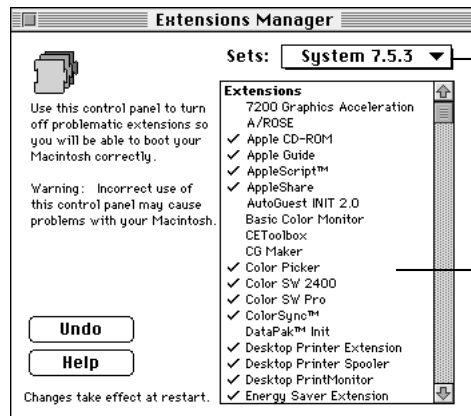 Extensions Manager
Sets: System 7.5.3
Use this control panel to turn
off problematic extensions so
you will be able to boot your
Macintosh correctly.
Warning: Incorrect use of
this control panel may cause
problems with your Macintosh.
Undo
Help
Changes take effect at restart.
Extensions
7200 Graphics Acceleration
A/ROSE
✓ Apple CD-ROM
✓ Apple Guide
✓ AppleScript™
✓ AppleShare
AutoGuest INIT 2.0
Basic Color Monitor
CEToolbox
CG Maker
✓ Color Picker
✓ Color SW 2400
✓ Color SW Pro
✓ ColorSync™
DataPak™ Init
✓ Desktop Printer Extension
✓ Desktop Printer Spooler
✓ Desktop PrintMonitor
✓ Energy Saver Extension